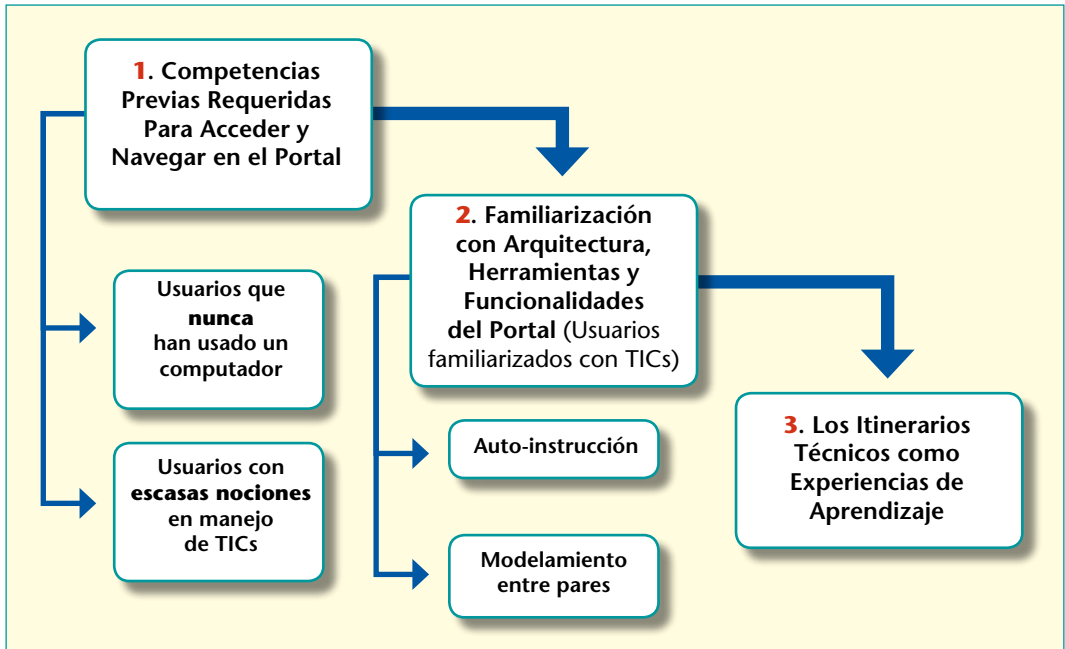 1. Competencias
Previas Requeridas
Para Acceder y
Navegar en el Portal
Usuarios que
nunca
han usado un
computador
Usuarios con
escasas nociones
en manejo
de TICs
2. Familiarización
con Arquitectura,
Herramientas y
Funcionalidades
del Portal (Usuarios
familiarizados con TICs)
Auto-instrucción
Modelamiento
entre pares
3. Los Itinerarios
Técnicos como
Experiencias de
Aprendizaje